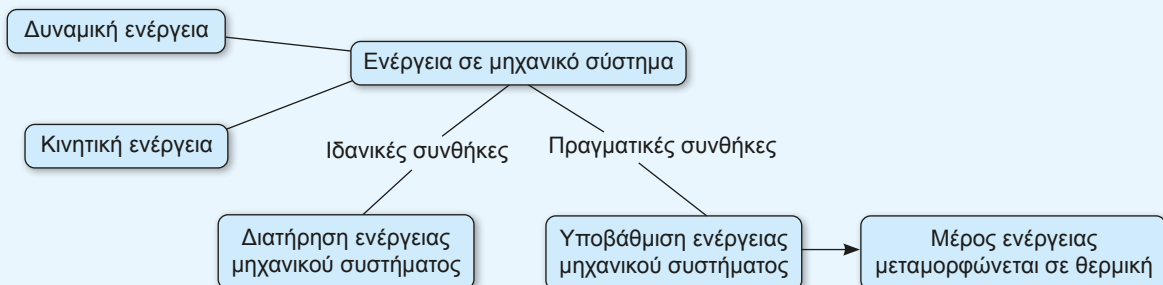 Δυναμική ενέργεια
Ενέργεια σε μηχανικό σύστημα
Κινητική ενέργεια
Ιδανικές συνθήκες
Πραγματικές συνθήκες
Διατήρηση ενέργειας
μηχανικού συστήματος
Υποβάθμιση ενέργειας
μηχανικού συστήματος
Μέρος ενέργειας
μεταμορφώνεται σε θερμική